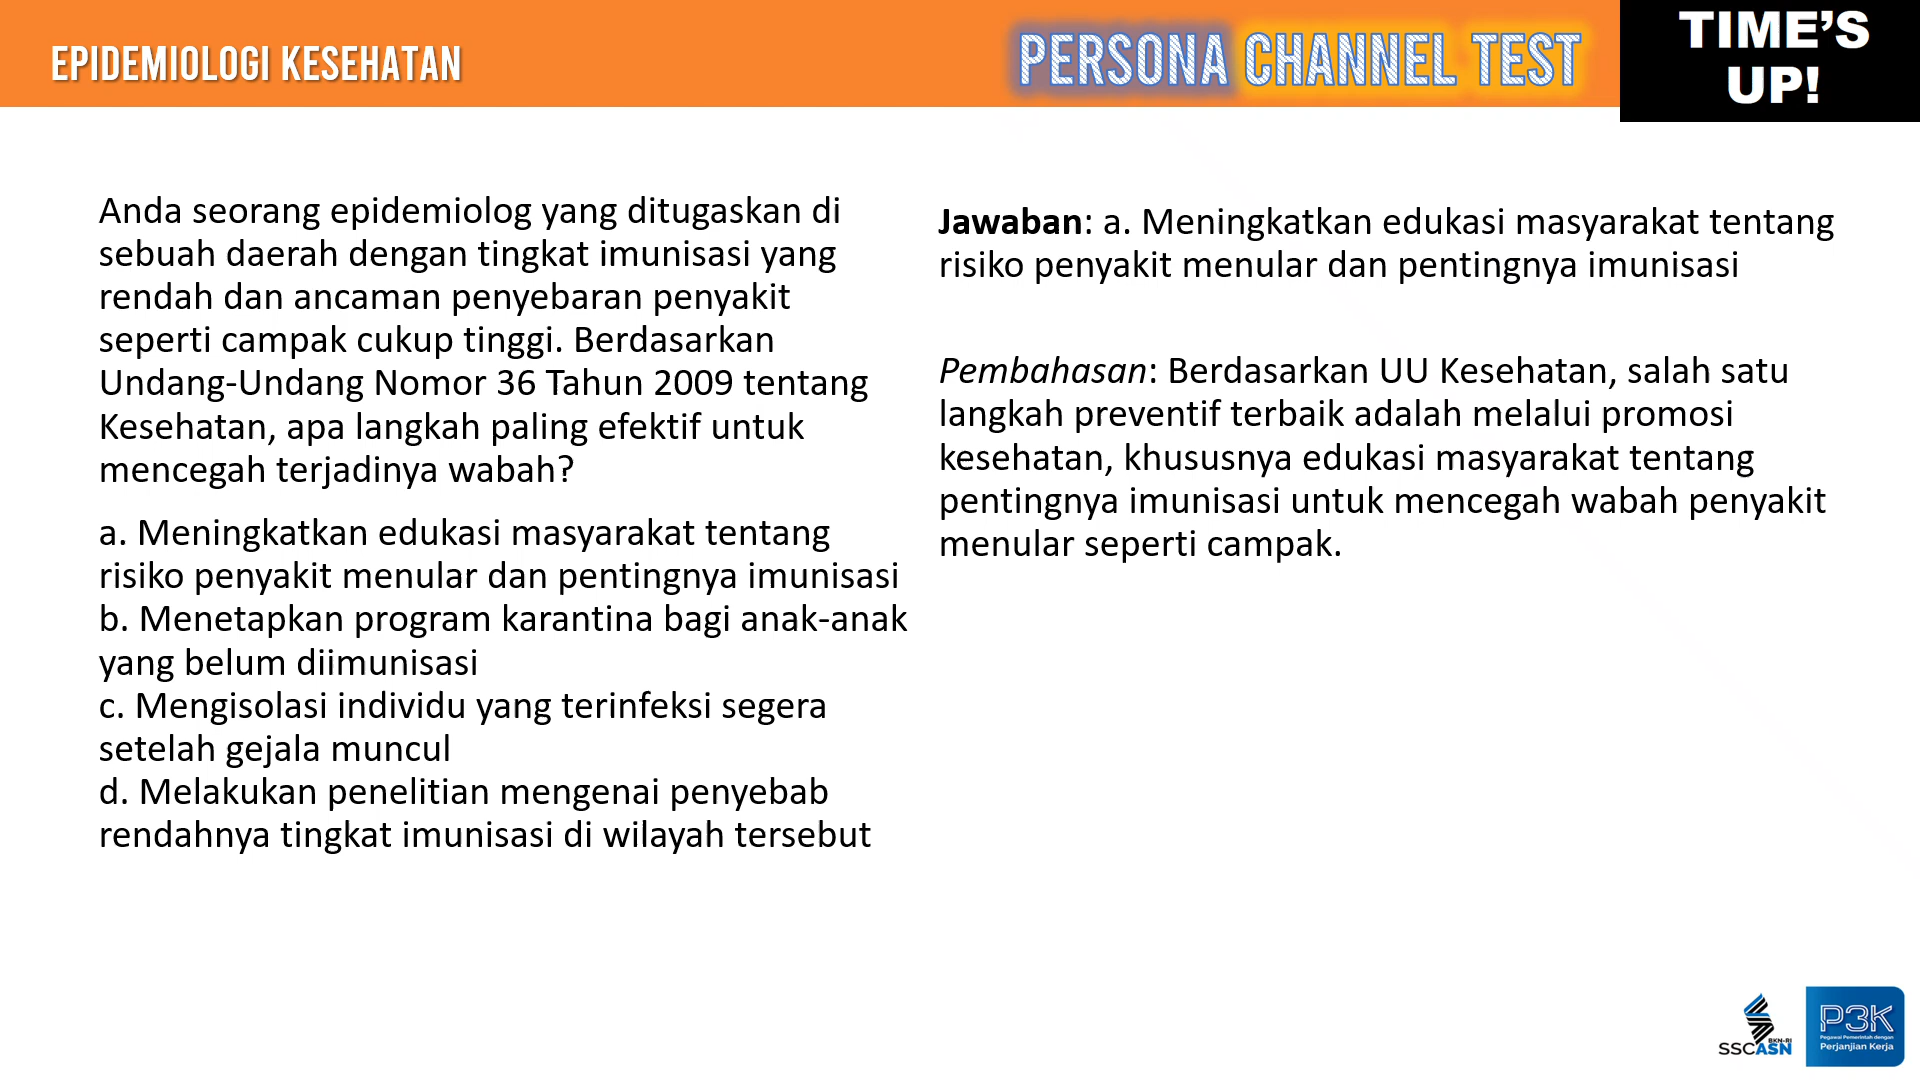 EPIDEMIOLOGI KESEHATAN
PERSONA CHANNEL TEST
TIME’S
UP!
Anda seorang epidemiolog yang ditugaskan di
sebuah daerah dengan tingkat imunisasi yang
rendah dan ancaman penyebaran penyakit
seperti campak cukup tinggi. Berdasarkan
Undang-Undang Nomor 36 Tahun 2009 tentang
Kesehatan, apa langkah paling efektif untuk
mencegah terjadinya wabah?
a. Meningkatkan edukasi masyarakat tentang
risiko penyakit menular dan pentingnya imunisasi
b. Menetapkan program karantina bagi anak-anak
yang belum diimunisasi
c. Mengisolasi individu yang terinfeksi segera
setelah gejala muncul
d. Melakukan penelitian mengenai penyebab
rendahnya tingkat imunisasi di wilayah tersebut
Jawaban: a. Meningkatkan edukasi masyarakat tentang
risiko penyakit menular dan pentingnya imunisasi
Pembahasan: Berdasarkan UU Kesehatan, salah satu
langkah preventif terbaik adalah melalui promosi
kesehatan, khususnya edukasi masyarakat tentang
pentingnya imunisasi untuk mencegah wabah penyakit
menular seperti campak.
BKN-RI
SSCASN
P3K
Pegawai Pemerintah dengan
Perjanjian Kerja